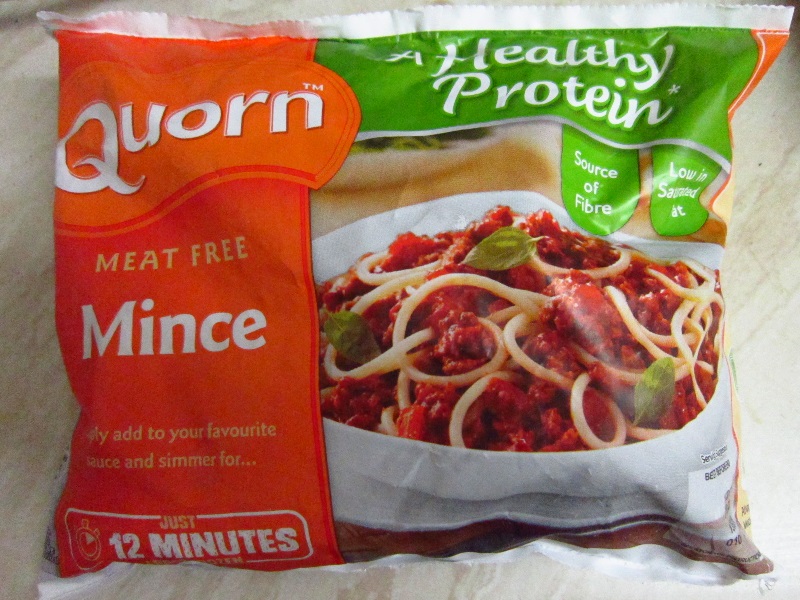 Quorn™
A Healthy
Protein*
Source
of
Fibre
Low in
Saturated
MEAT FREE
Mince
your favourite
add to
sauce and simmer for...
JUST
12 MINUTES